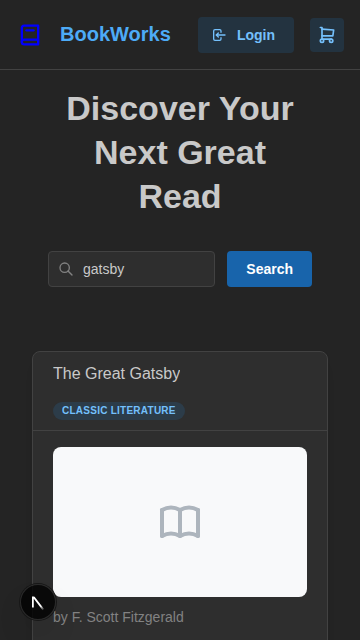 BookWorks
Login
Discover Your
Next Great
Read
gatsby
Search
The Great Gatsby
CLASSIC LITERATURE
by F. Scott Fitzgerald